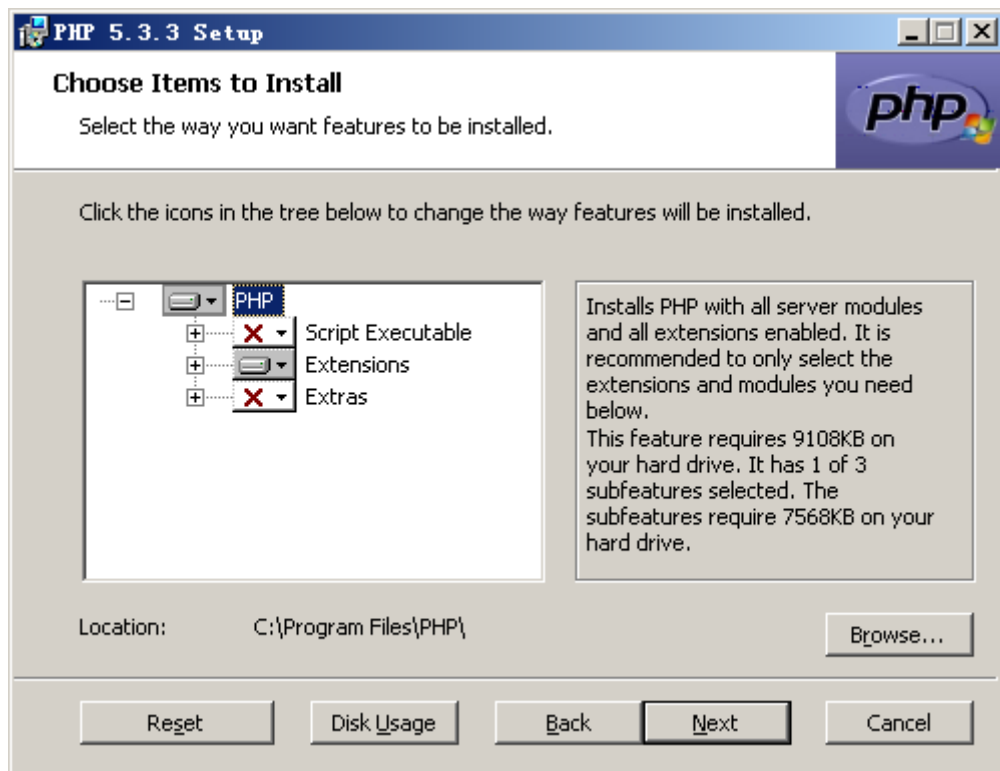 PHP 5.3.3 Setup
Choose Items to Install
Select the way you want features to be installed.
php
Click the icons in the tree below to change the way features will be installed.
PHP
Script Executable
Extensions
Extras
Installs PHP with all server modules
and all extensions enabled. It is
recommended to only select the
extensions and modules you need
below.
This feature requires 9108KB on
your hard drive. It has 1 of 3
subfeatures selected. The
subfeatures require 7568KB on your
hard drive.
Location: C:\Program Files\PHP\
Browse...
Reset Disk Usage Back Next Cancel